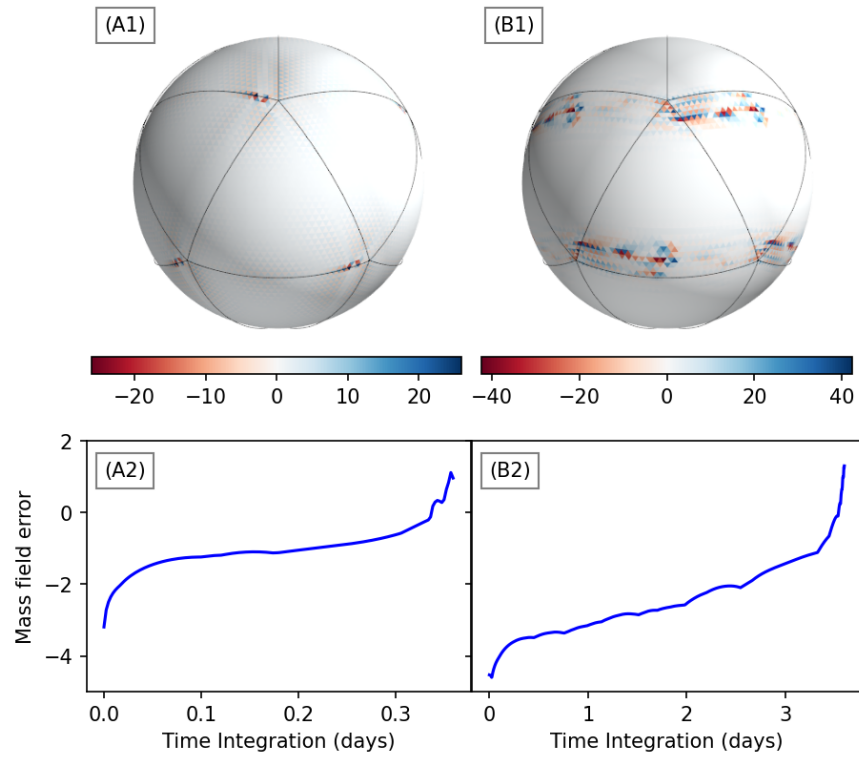 (A1) (B1)
−20 −10 0 10 20 −40 −20 0 20 40
(A2) (B2)
Mass field error
2
0
−2
−4
0.0 0.1 0.2 0.3 0 1 2 3
Time Integration (days) Time Integration (days)